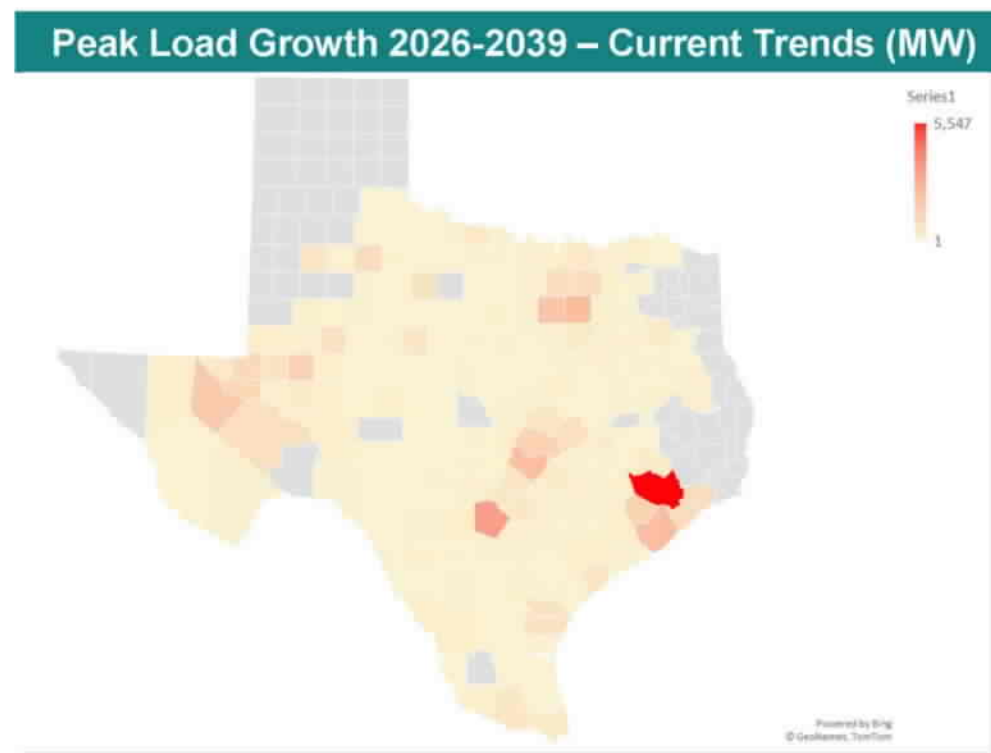 Peak Load Growth 2026-2039 – Current Trends (MW)
Series1
5,547
1
Powered by Bing
© GeoNames, TomTom